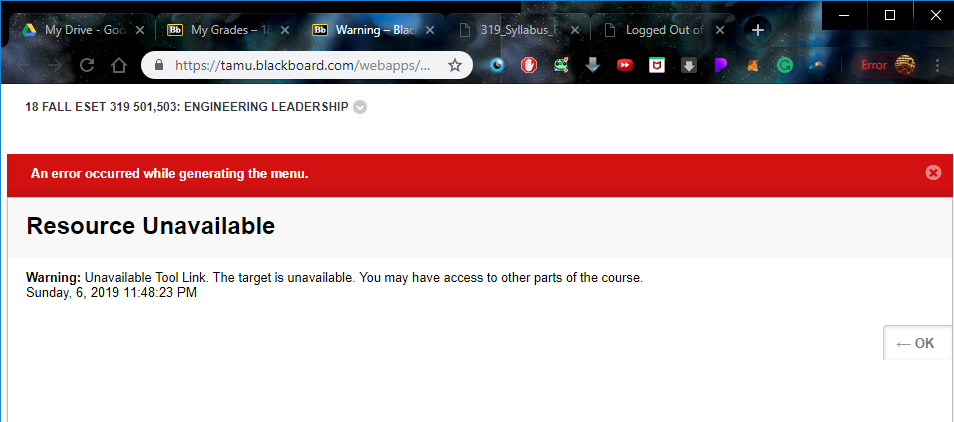 My Drive - Goo
Bb My Grades – 18
Bb Warning – Blac
319_Syllabus_F
Logged Out of
https://tamu.blackboard.com/webapps/...
Error
18 FALL ESET 319 501,503: ENGINEERING LEADERSHIP
An error occurred while generating the menu.
Resource Unavailable
Warning: Unavailable Tool Link. The target is unavailable. You may have access to other parts of the course.
Sunday, 6, 2019 11:48:23 PM
← OK